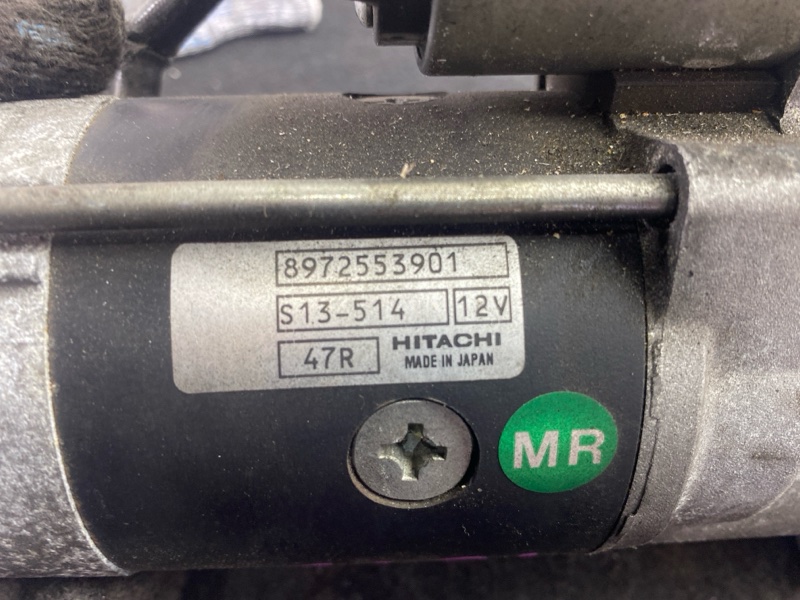 8972553901
S13-514 12V
47R HITACHI
MADE IN JAPAN
MR